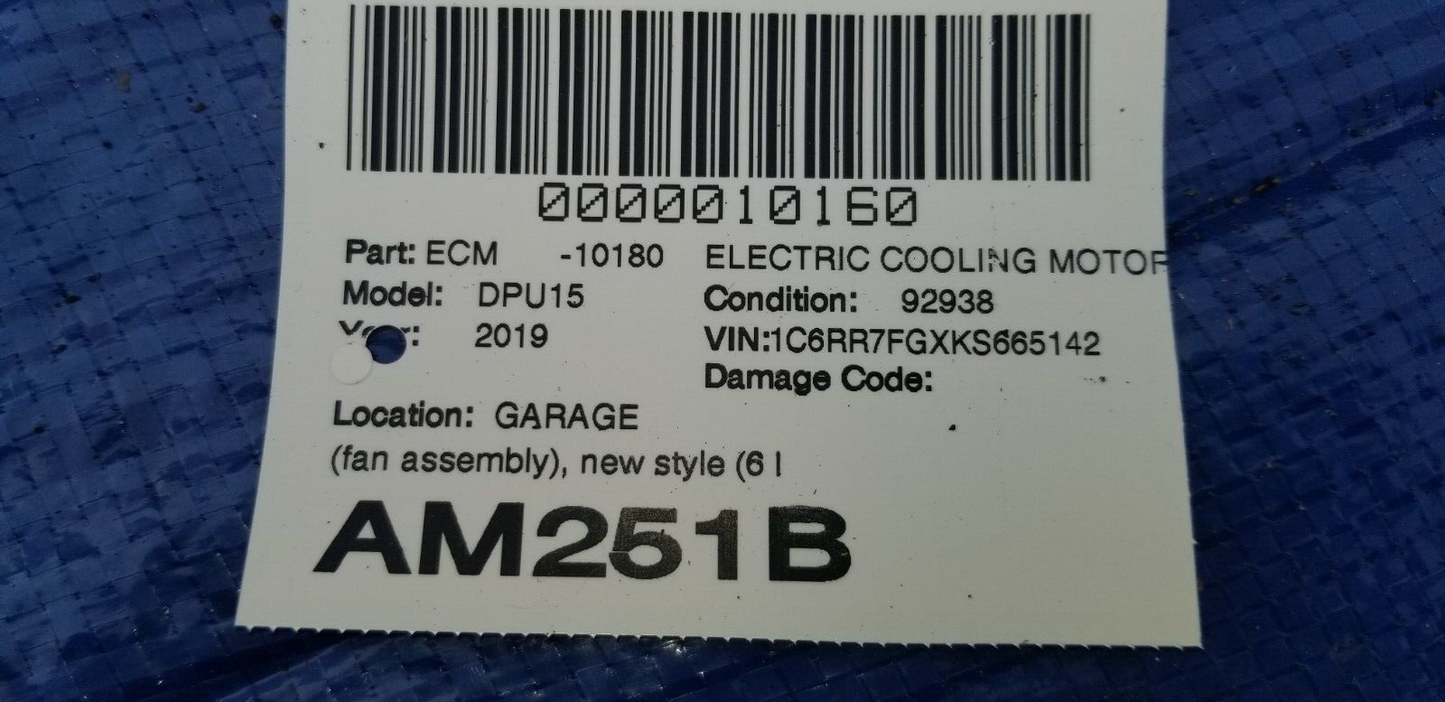 0000010160
Part: ECM -10180 ELECTRIC COOLING MOTOR
Model: DPU15 Condition: 92938
Year: 2019 VIN:1C6RR7FGXKS665142
Damage Code:
Location: GARAGE
(fan assembly), new style (6 l
AM251B